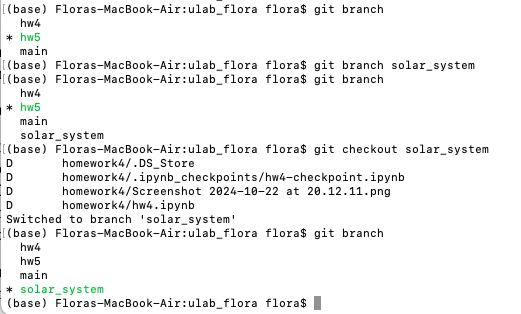 (base) Floras-MacBook-Air:ulab_flora flora$ git branch
  hw4
* hw5
  main
(base) Floras-MacBook-Air:ulab_flora flora$ git branch solar_system
(base) Floras-MacBook-Air:ulab_flora flora$ git branch
  hw4
* hw5
  main
  solar_system
(base) Floras-MacBook-Air:ulab_flora flora$ git checkout solar_system
D       homework4/.DS_Store
D       homework4/.ipynb_checkpoints/hw4-checkpoint.ipynb
D       homework4/Screenshot 2024-10-22 at 20.12.11.png
D       homework4/hw4.ipynb
Switched to branch 'solar_system'
(base) Floras-MacBook-Air:ulab_flora flora$ git branch
  hw4
  hw5
  main
* solar_system
(base) Floras-MacBook-Air:ulab_flora flora$